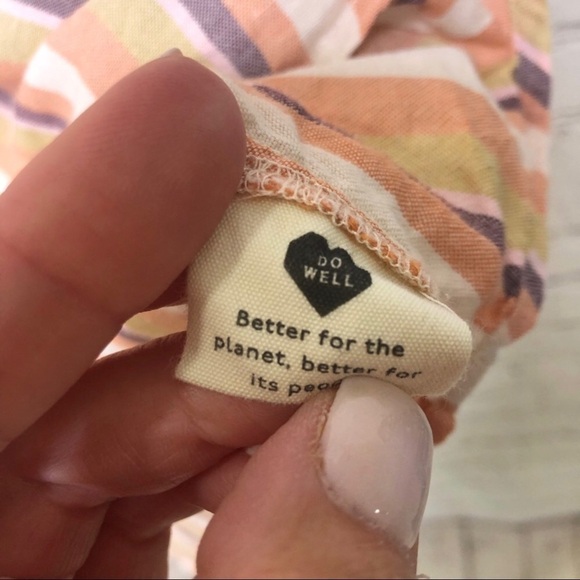 DO
WELL
Better for the
planet, better for
its